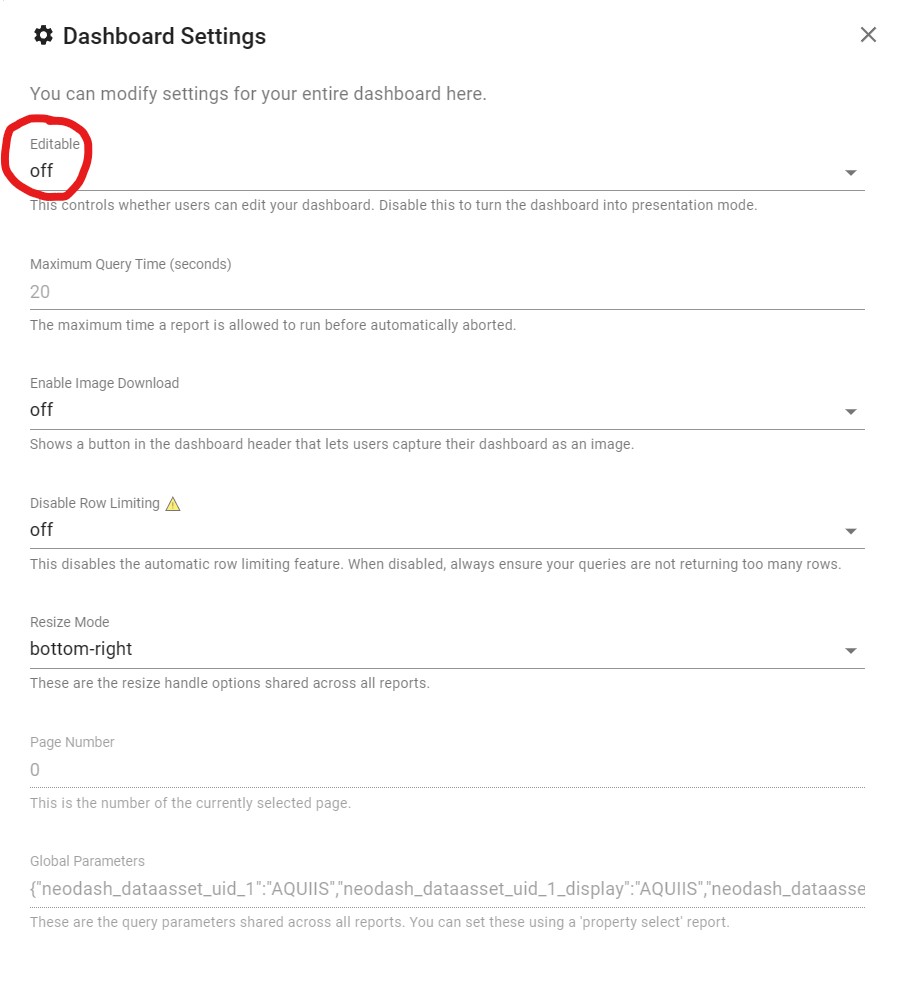 Dashboard Settings
You can modify settings for your entire dashboard here.
Editable
off
This controls whether users can edit your dashboard. Disable this to turn the dashboard into presentation mode.
Maximum Query Time (seconds)
20
The maximum time a report is allowed to run before automatically aborted.
Enable Image Download
off
Shows a button in the dashboard header that lets users capture their dashboard as an image.
Disable Row Limiting ⚠
off
This disables the automatic row limiting feature. When disabled, always ensure your queries are not returning too many rows.
Resize Mode
bottom-right
These are the resize handle options shared across all reports.
Page Number
0
This is the number of the currently selected page.
Global Parameters
{"neodash_dataasset_uid_1":"AQUIIS","neodash_dataasset_uid_1_display":"AQUIIS","neodash_dataasse
These are the query parameters shared across all reports. You can set these using a 'property select' report.